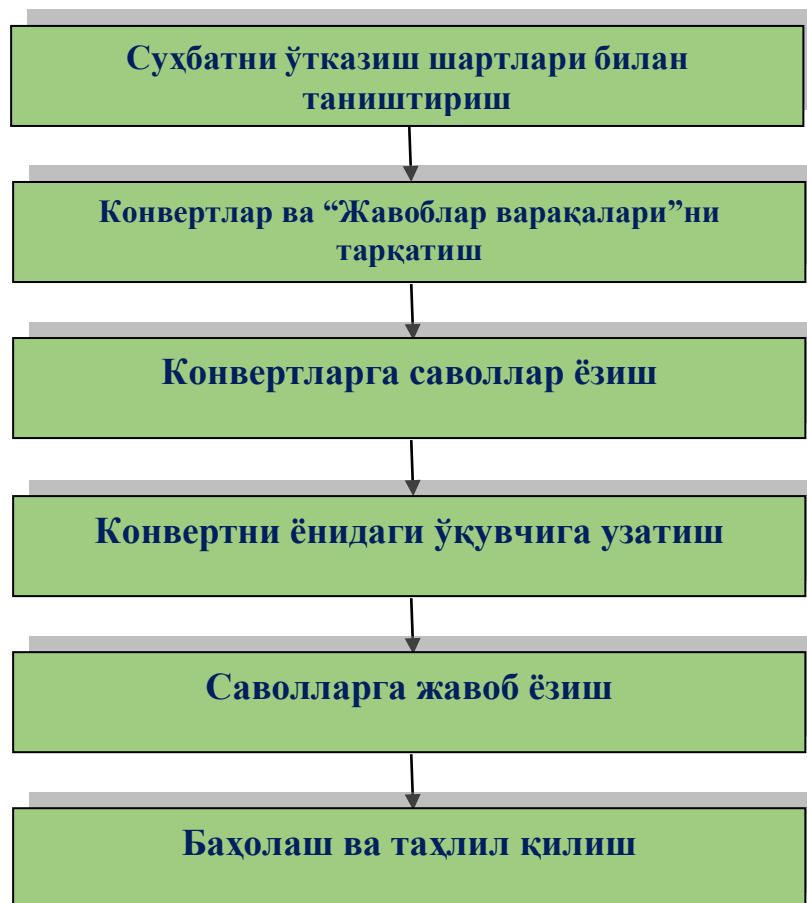 Суҳбатни ўтказиш шартлари билан
таништириш
Конвертлар ва “Жавоблар варақалари”ни
тарқатиш
Конвертларга саволлар ёзиш
Конвертни ёнидаги ўқувчига узатиш
Саволларга жавоб ёзиш
Баҳолаш ва таҳлил қилиш